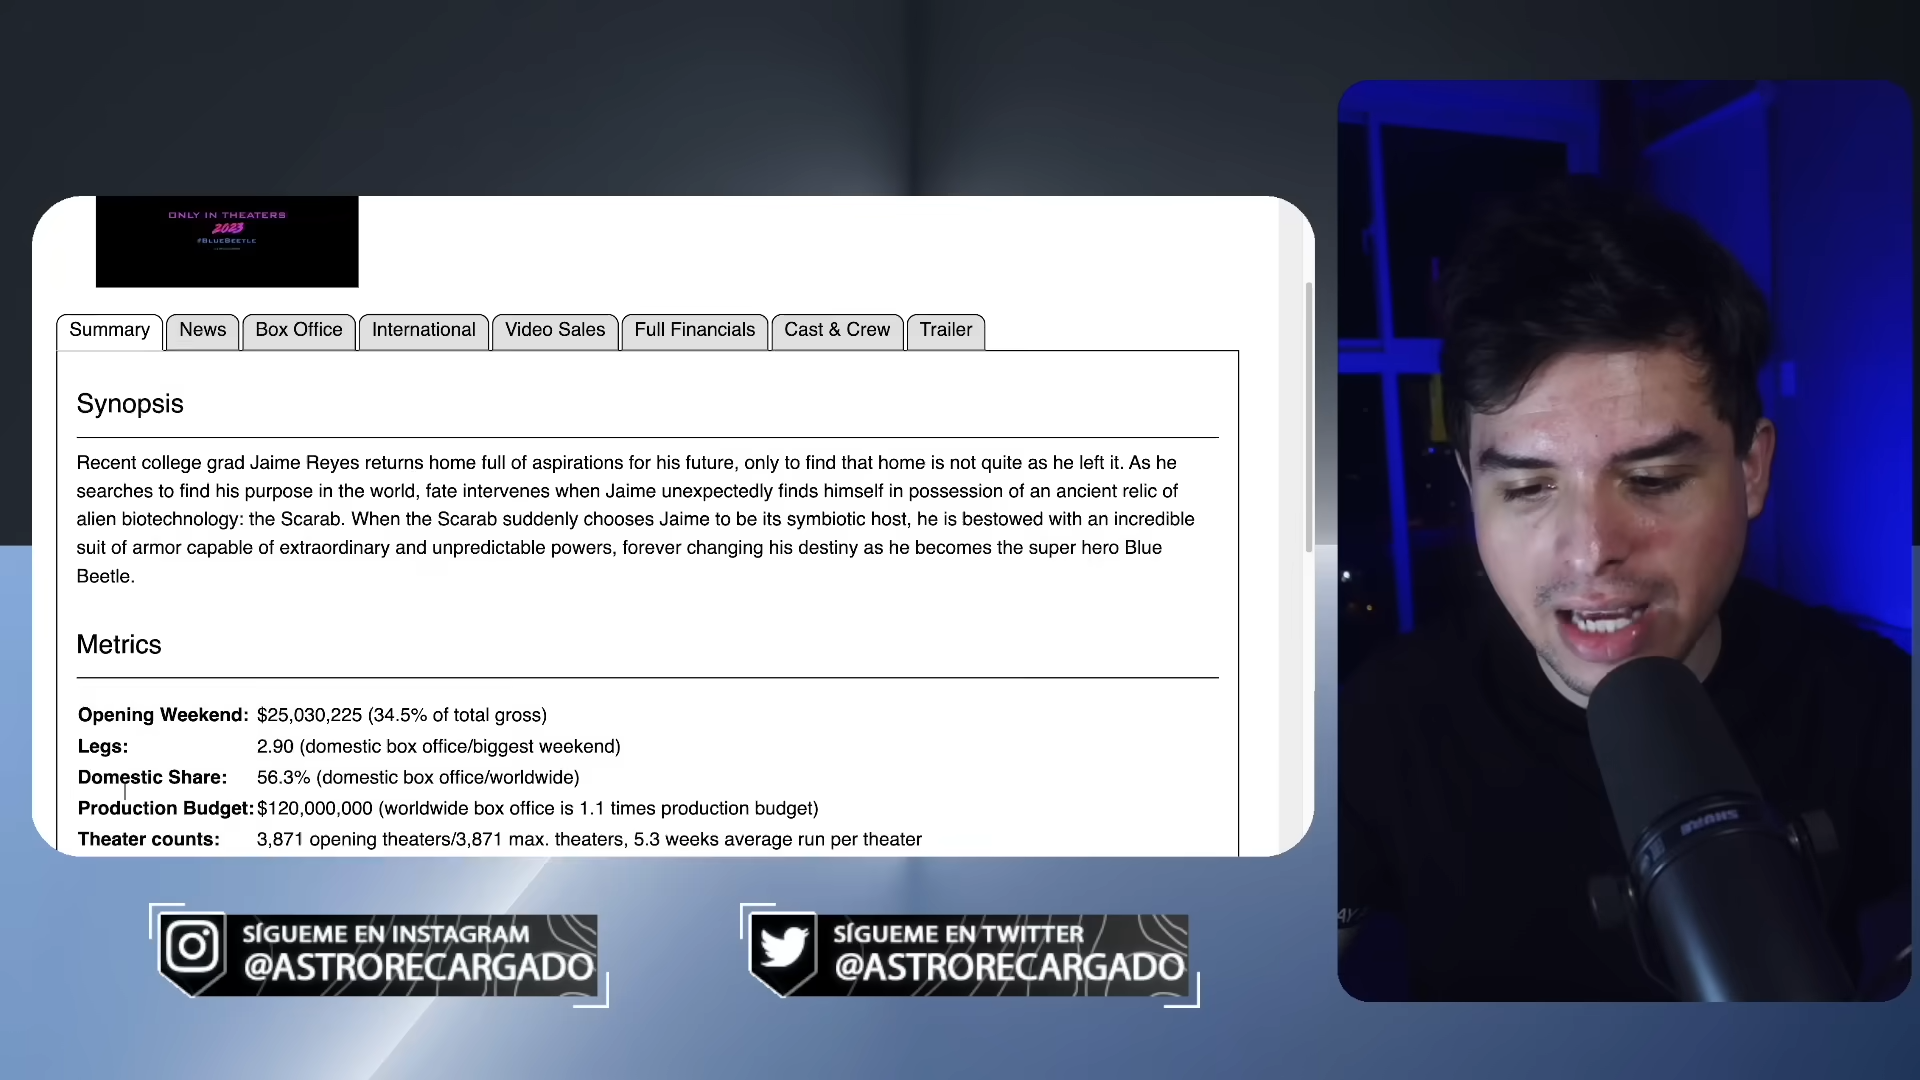 ONLY IN THEATERS
2023
#BLUEBEETLE
Summary
News
Box Office
International
Video Sales
Full Financials
Cast & Crew
Trailer
Synopsis
Recent college grad Jaime Reyes returns home full of aspirations for his future, only to find that home is not quite as he left it. As he
searches to find his purpose in the world, fate intervenes when Jaime unexpectedly finds himself in possession of an ancient relic of
alien biotechnology: the Scarab. When the Scarab suddenly chooses Jaime to be its symbiotic host, he is bestowed with an incredible
suit of armor capable of extraordinary and unpredictable powers, forever changing his destiny as he becomes the super hero Blue
Beetle.
Metrics
Opening Weekend: $25,030,225 (34.5% of total gross)
Legs: 2.90 (domestic box office/biggest weekend)
Domestic Share: 56.3% (domestic box office/worldwide)
Production Budget: $120,000,000 (worldwide box office is 1.1 times production budget)
Theater counts: 3,871 opening theaters/3,871 max. theaters, 5.3 weeks average run per theater
SHURE
SÍGUEME EN INSTAGRAM
@ASTRORECARGADO
SÍGUEME EN TWITTER
@ASTRORECARGADO